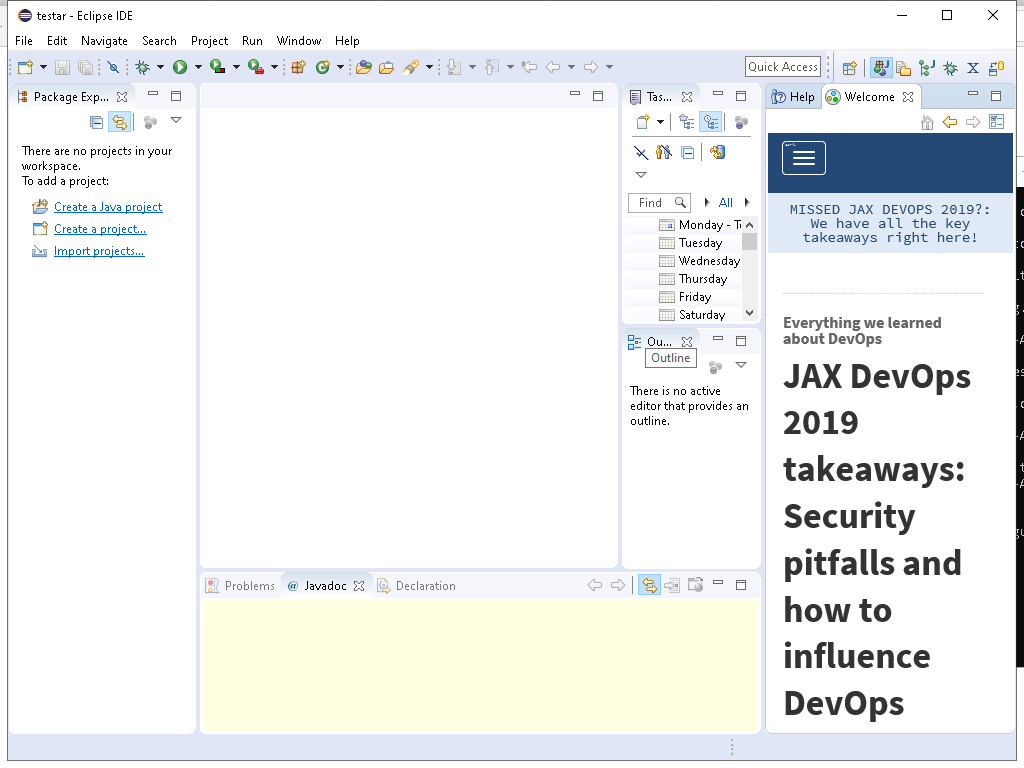 testar - Eclipse IDE
File Edit Navigate Search Project Run Window Help
Quick Access
Package Exp...
There are no projects in your
workspace.
To add a project:
Create a Java project
Create a project...
Import projects...
Tas...
Find
All
Monday - T
Tuesday
Wednesday
Thursday
Friday
Saturday
Ou...
Outline
There is no active
editor that provides an
outline.
Problems @ Javadoc Declaration
Help Welcome
MISSED JAX DEVOPS 2019?:
We have all the key
takeaways right here!
Everything we learned
about DevOps
JAX DevOps
2019
takeaways:
Security
pitfalls and
how to
influence
DevOps